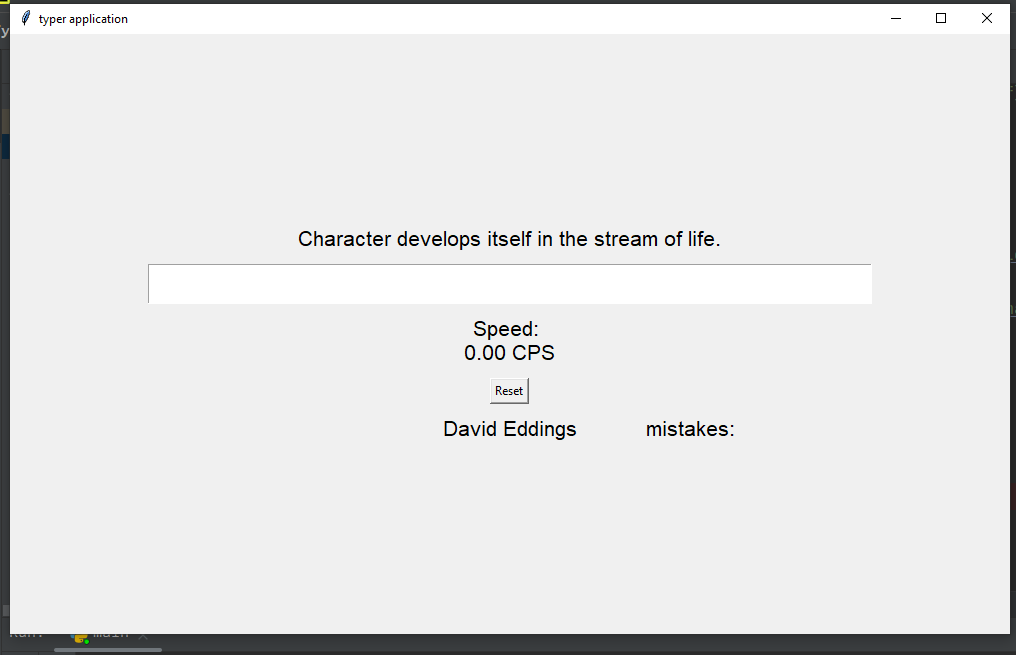 typer application
Character develops itself in the stream of life.
Speed:
0.00 CPS
Reset
David Eddings mistakes:
main